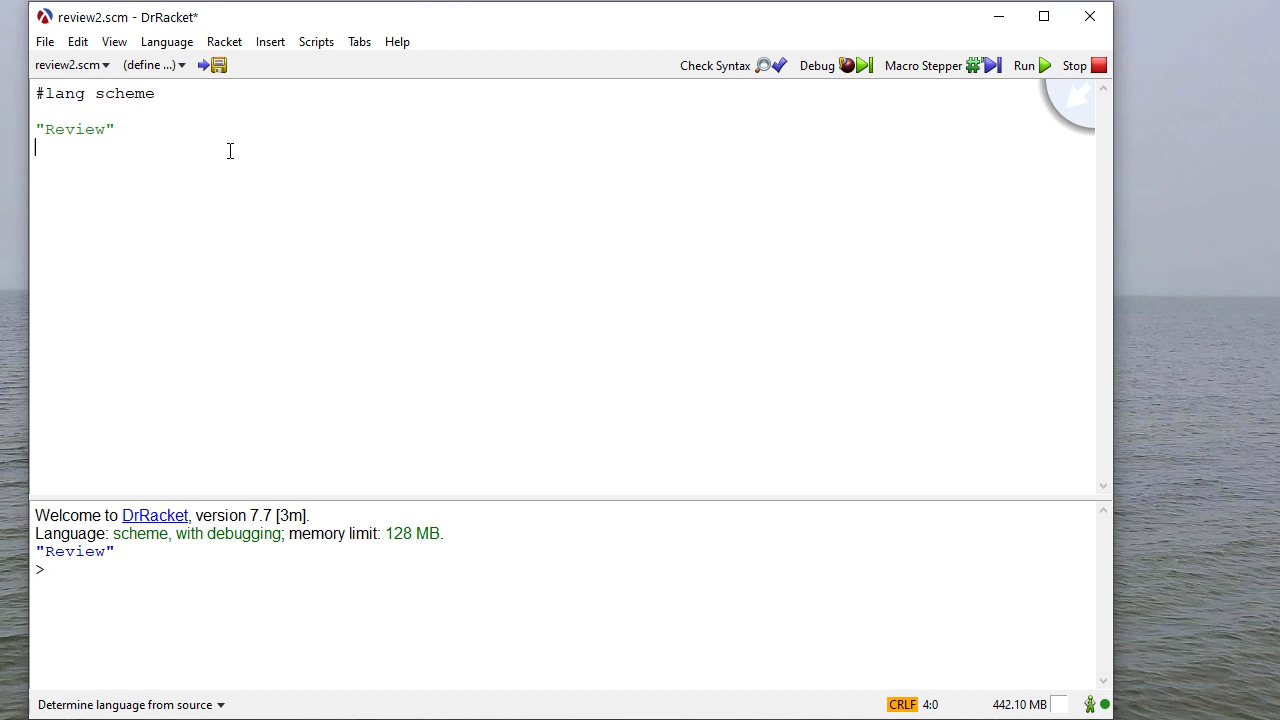 review2.scm - DrRacket*
File Edit View Language Racket Insert Scripts Tabs Help
review2.scm (define ...) Check Syntax Debug Macro Stepper Run Stop
#lang scheme
"Review"
Welcome to DrRacket, version 7.7 [3m].
Language: scheme, with debugging; memory limit: 128 MB.
"Review"
>
Determine language from source CRLF 4:0 442.10 MB